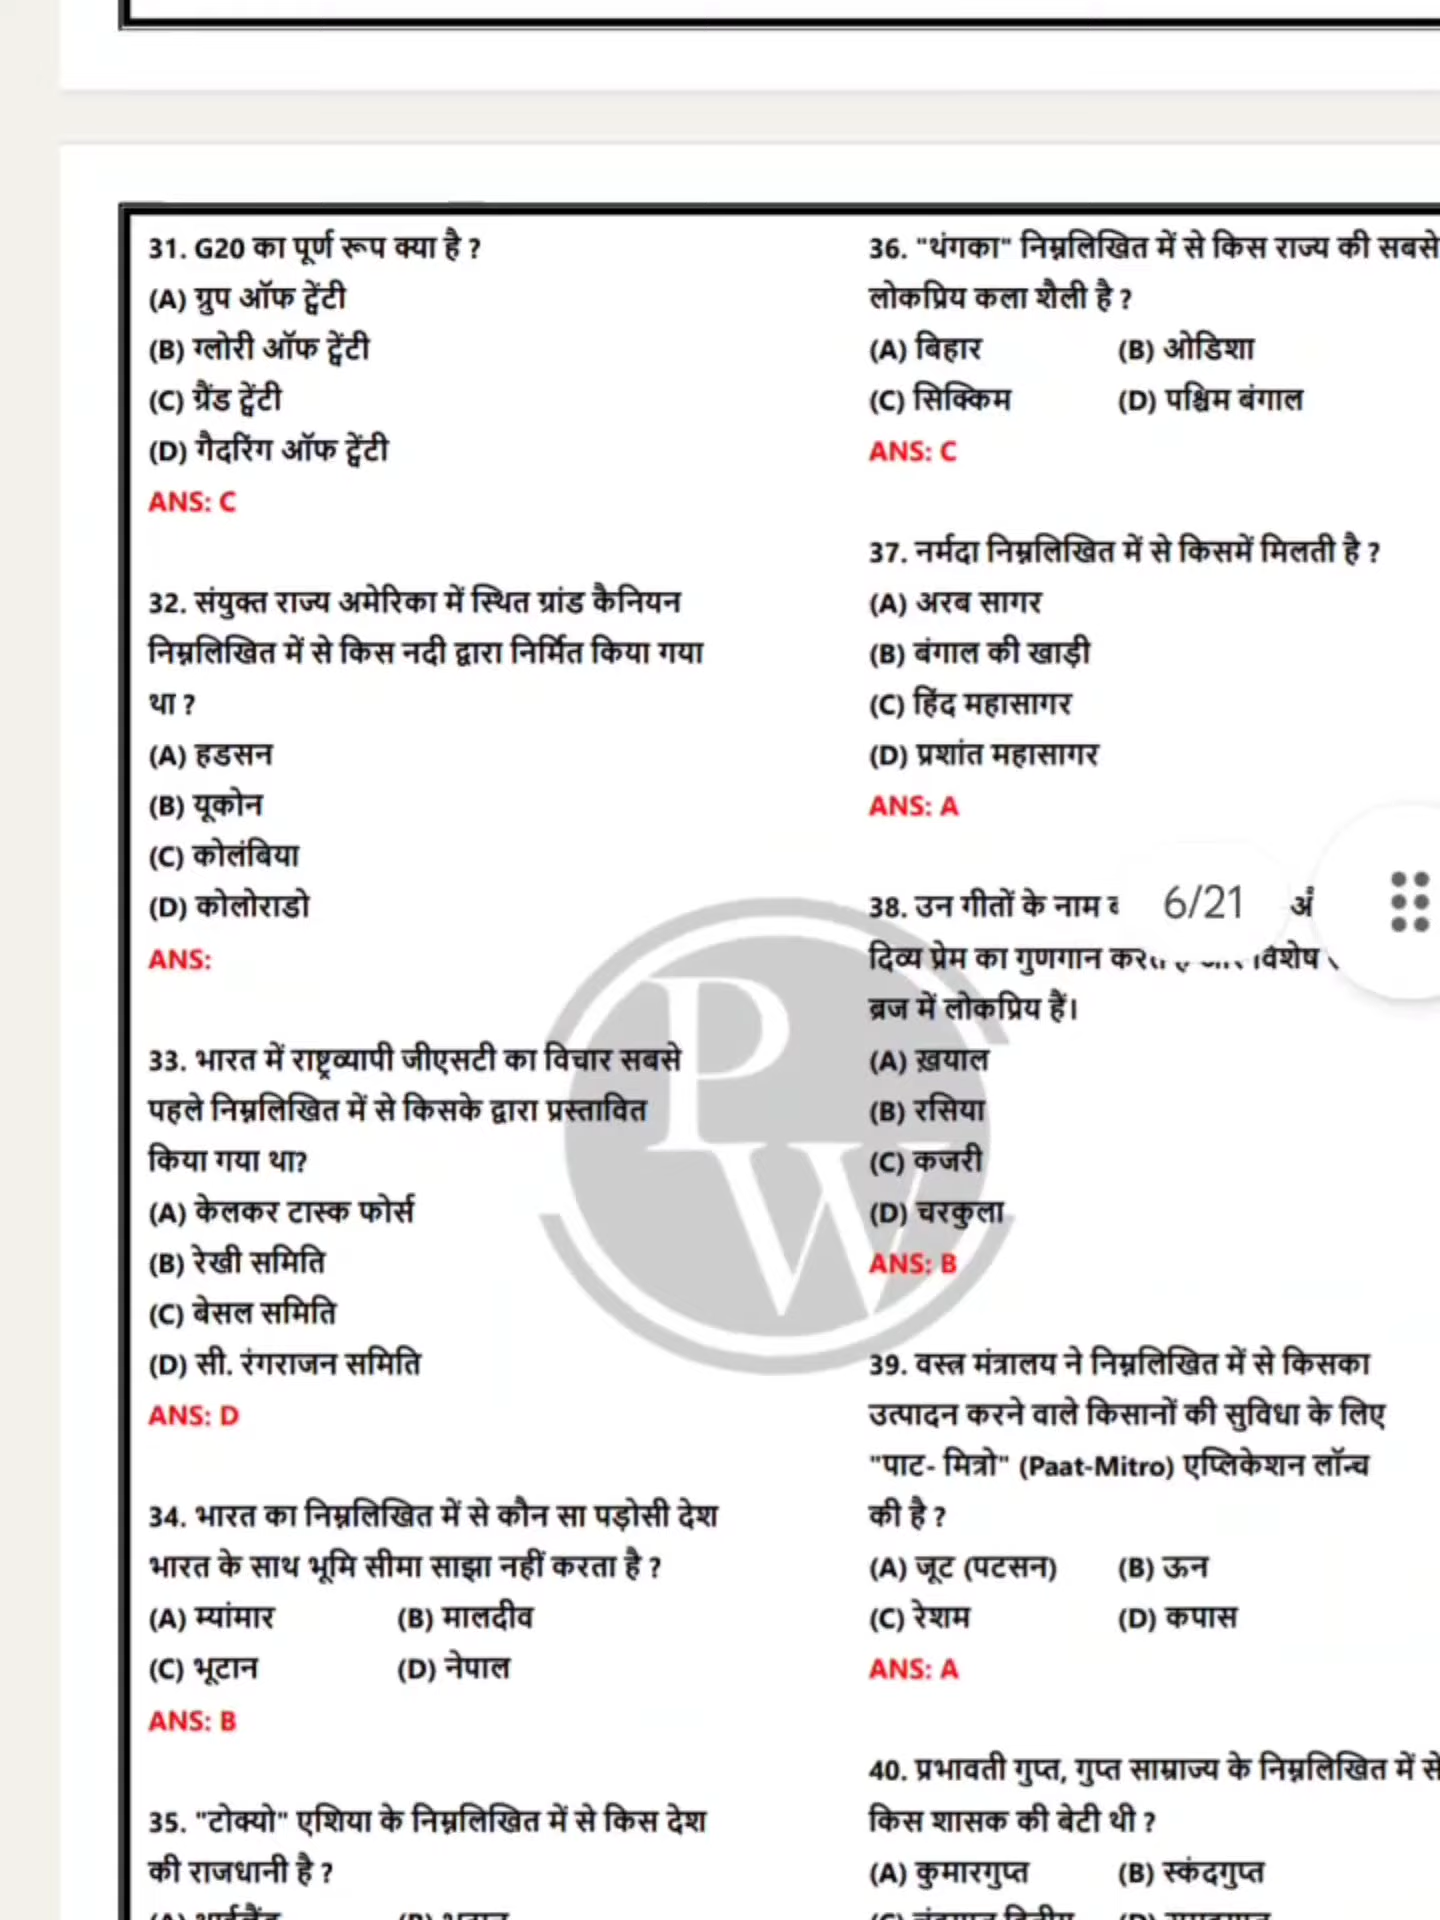 31. G20 का पूर्ण रूप क्या है ?
(A) ग्रुप ऑफ ट्वेंटी
(B) ग्लोरी ऑफ ट्वेंटी
(C) ग्रैंड ट्वेंटी
(D) गैदरिंग ऑफ ट्वेंटी
ANS: C
32. संयुक्त राज्य अमेरिका में स्थित ग्रांड कैनियन
निम्नलिखित में से किस नदी द्वारा निर्मित किया गया
था ?
(A) हडसन
(B) यूकोन
(C) कोलंबिया
(D) कोलोराडो
ANS:
33. भारत में राष्ट्रव्यापी जीएसटी का विचार सबसे
पहले निम्नलिखित में से किसके द्वारा प्रस्तावित
किया गया था?
(A) केलकर टास्क फोर्स
(B) रेखी समिति
(C) बेसल समिति
(D) सी. रंगराजन समिति
ANS: D
34. भारत का निम्नलिखित में से कौन सा पड़ोसी देश
भारत के साथ भूमि सीमा साझा नहीं करता है ?
(A) म्यांमार (B) मालदीव
(C) भूटान (D) नेपाल
ANS: B
35. "टोक्यो" एशिया के निम्नलिखित में से किस देश
की राजधानी है ?
36. "थंगका" निम्नलिखित में से किस राज्य की सबसे
लोकप्रिय कला शैली है ?
(A) बिहार (B) ओडिशा
(C) सिक्किम (D) पश्चिम बंगाल
ANS: C
37. नर्मदा निम्नलिखित में से किसमें मिलती है ?
(A) अरब सागर
(B) बंगाल की खाड़ी
(C) हिंद महासागर
(D) प्रशांत महासागर
ANS: A
38. उन गीतों के नाम
6/21
दिव्य प्रेम का गुणगान विशेष
ब्रज में लोकप्रिय हैं।
(A) ख़याल
(B) रसिया
(C) कजरी
(D) चरकुला
ANS: B
39. वस्त्र मंत्रालय ने निम्नलिखित में से किसका
उत्पादन करने वाले किसानों की सुविधा के लिए
"पाट- मित्रो" (Paat-Mitro) एप्लिकेशन लॉन्च
की है ?
(A) जूट (पटसन) (B) ऊन
(C) रेशम (D) कपास
ANS: A
40. प्रभावती गुप्त, गुप्त साम्राज्य के निम्नलिखित में से
किस शासक की बेटी थी ?
(A) कुमारगुप्त (B) स्कंदगुप्त
PW